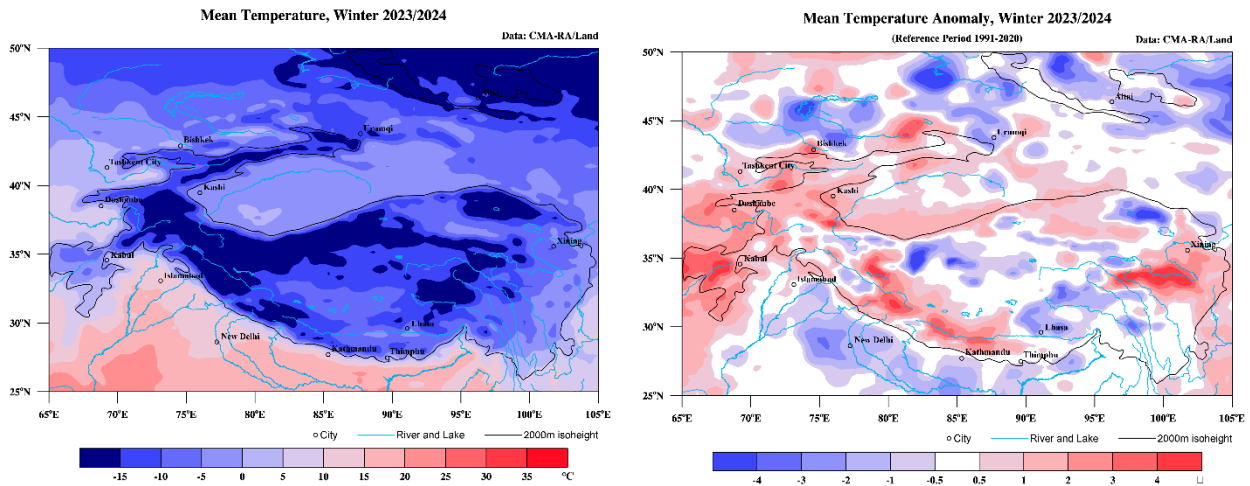 Mean Temperature, Winter 2023/2024
Data: CMA-RA/Land
50°N
45°N
40°N
35°N
30°N
25°N
Urumqi
Bishkek
Tashkent City
Kashi
Dushanbe
Xining
Kabul
Islamabad
Lhasa
New Delhi
Kathmandu
Thimphu
65°E 70°E 75°E 80°E 85°E 90°E 95°E 100°E 105°E
City River and Lake 2000m isoheight
-15 -10 -5 0 5 10 15 20 25 30 35 °C
Mean Temperature Anomaly, Winter 2023/2024
(Reference Period 1991-2020)
Data: CMA-RA/Land
50°N
45°N
40°N
35°N
30°N
25°N
Altai
Urumqi
Bishkek
Tashkent City
Kashi
Dushanbe
Xining
Kabul
Islamabad
Lhasa
New Delhi
Kathmandu
Thimphu
65°E 70°E 75°E 80°E 85°E 90°E 95°E 100°E 105°E
City River and Lake 2000m isoheight
-4 -3 -2 -1 -0.5 0.5 1 2 3 4